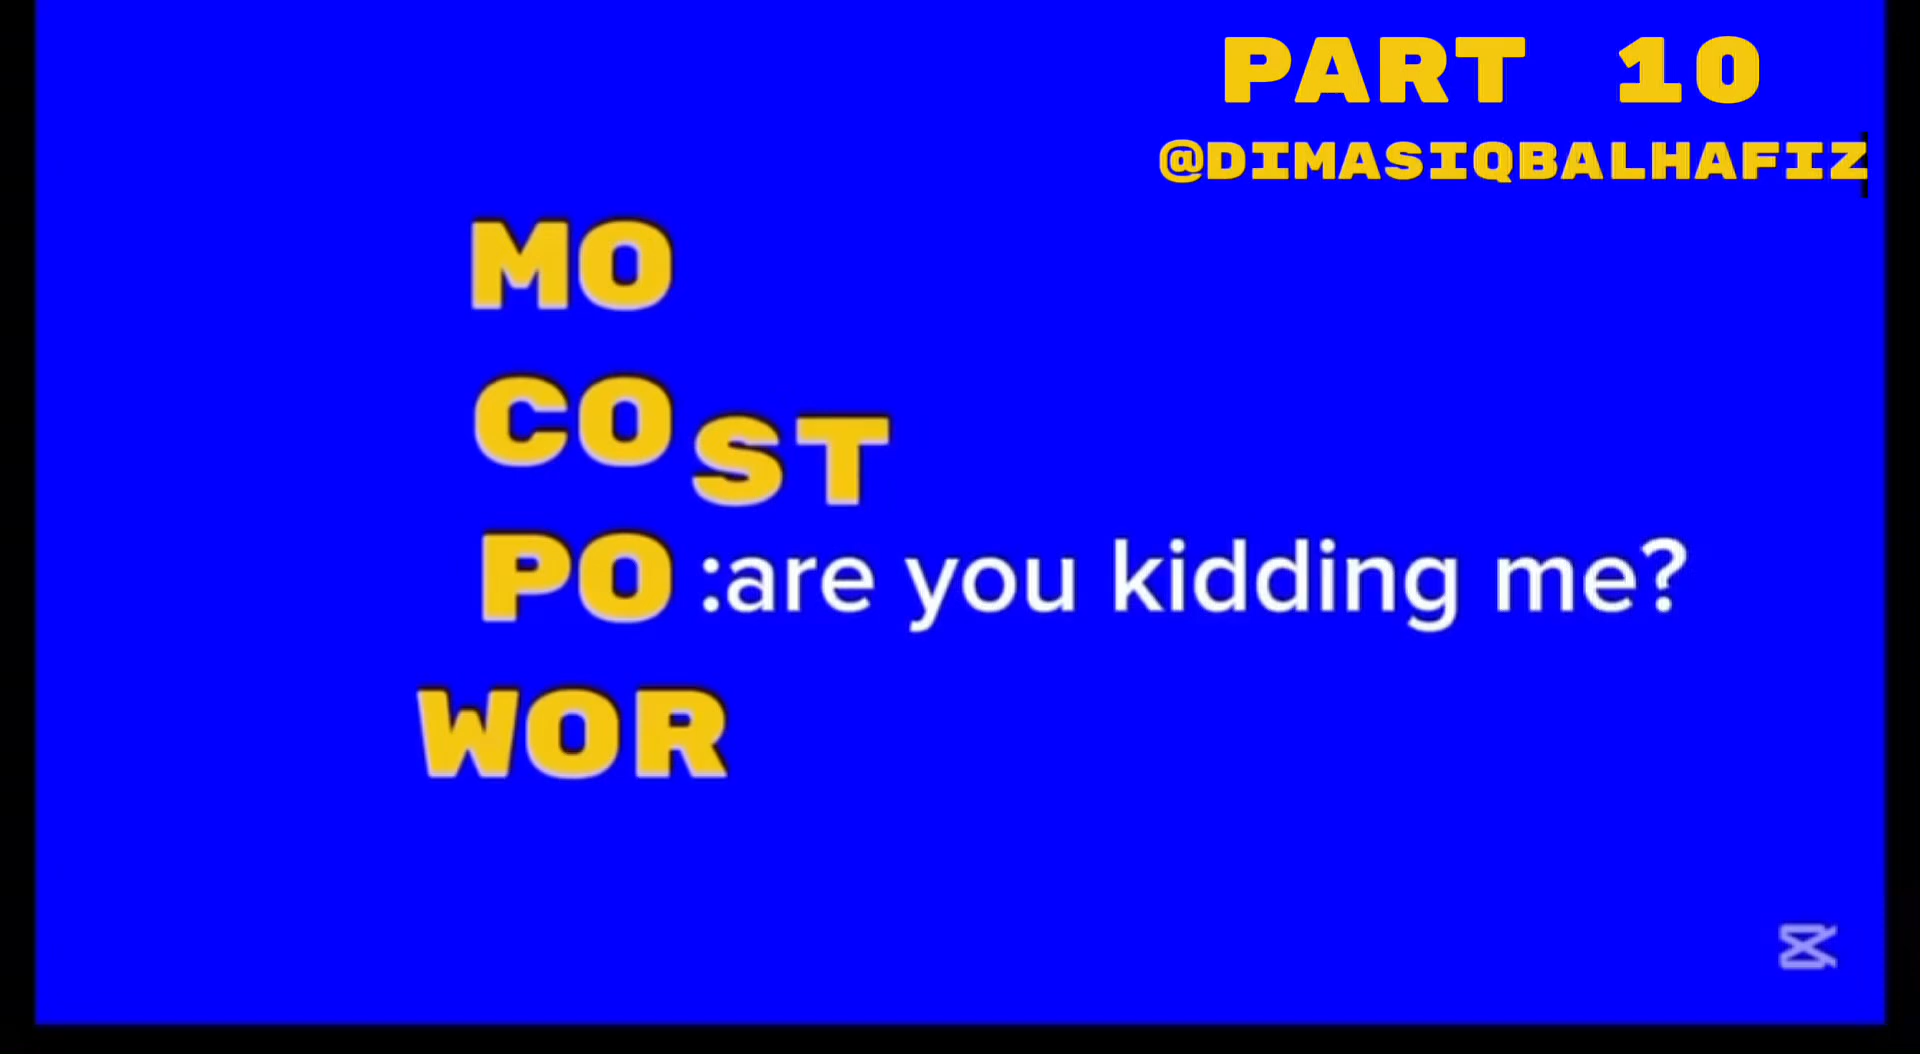 PART 10
@DIMASIQBALHAFIZ
MO
COST
PO :are you kidding me?
WOR